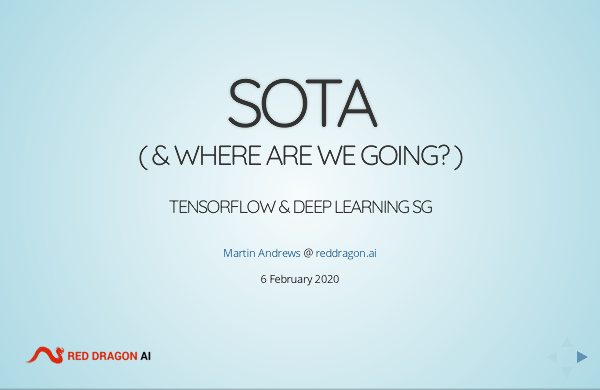 SOTA
( & WHERE ARE WE GOING? )
TENSORFLOW & DEEP LEARNING SG
Martin Andrews @ reddragon.ai
6 February 2020
RED DRAGON AI